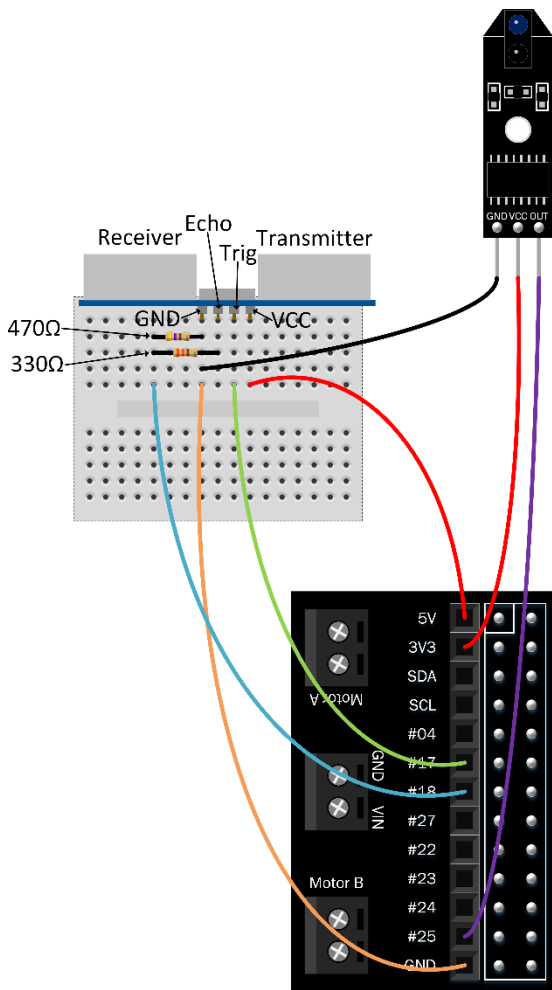 GND VCC OUT
Echo
Receiver
Transmitter
Trig
GND
VCC
470Ω
330Ω
5V
3V3
SDA
Motor A
SCL
#04
GND
#17
#18
VIN
#27
#22
#23
Motor B
#24
#25
GND